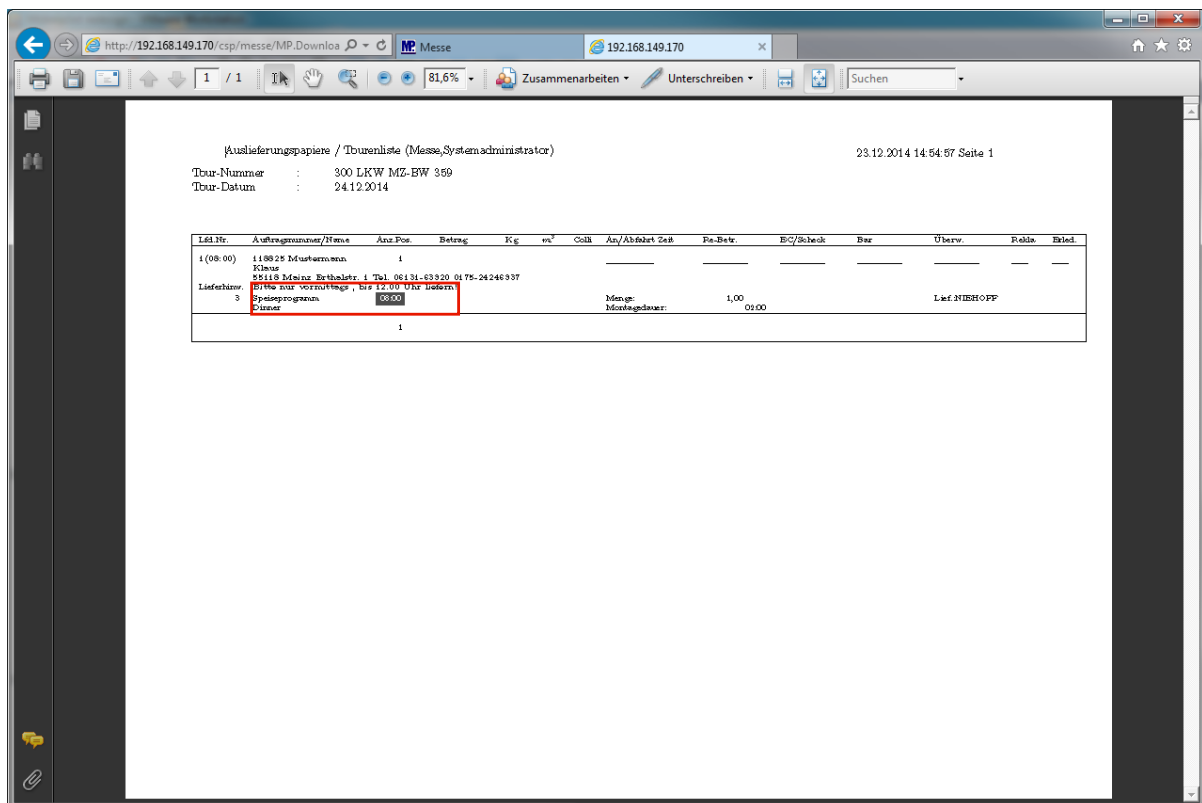 http://192.168.149.170/csp/messe/MP.Downloa
MP Messe
192.168.149.170
1 / 1
81,6%
Zusammenarbeiten
Unterschreiben
Suchen
Auslieferungspapiere / Tourenliste (Messe,Systemadministrator)
23.12.2014 14:54:57 Seite 1
Tour-Nummer : 300 LKW MZ-BW 359
Tour-Datum : 24.12.2014
Lfd.Nr. Auftragsnummer/Name Anz.Pos. Betrag Kg m³ Colli An/Abfahrt Zeit Re-Betr. EC/Scheck Bar Überw. Rekla. Erled.
1(08:00) 118825 Mustermann 1
Klaus
55118 Mainz Erthalstr. 1 Tel. 06131-63920 0175-24246937
Lieferhinw. Bitte nur vormittags , bis 12.00 Uhr liefern!
3 Speiseprogramm 08:00 Menge: 1,00 Lief.:NIEHOFF
Dinner Montagedauer: 02:00
1